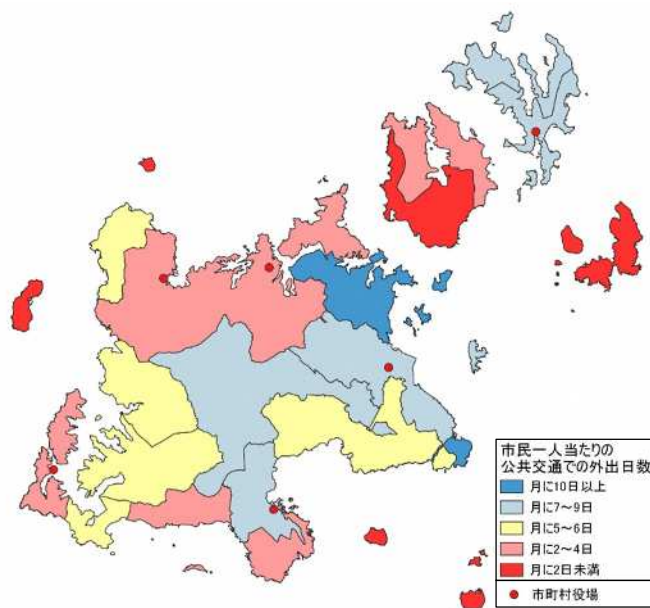 市民一人当たりの
公共交通での外出日数
月に10日以上
月に7～9日
月に5～6日
月に2～4日
月に2日未満
市町村役場